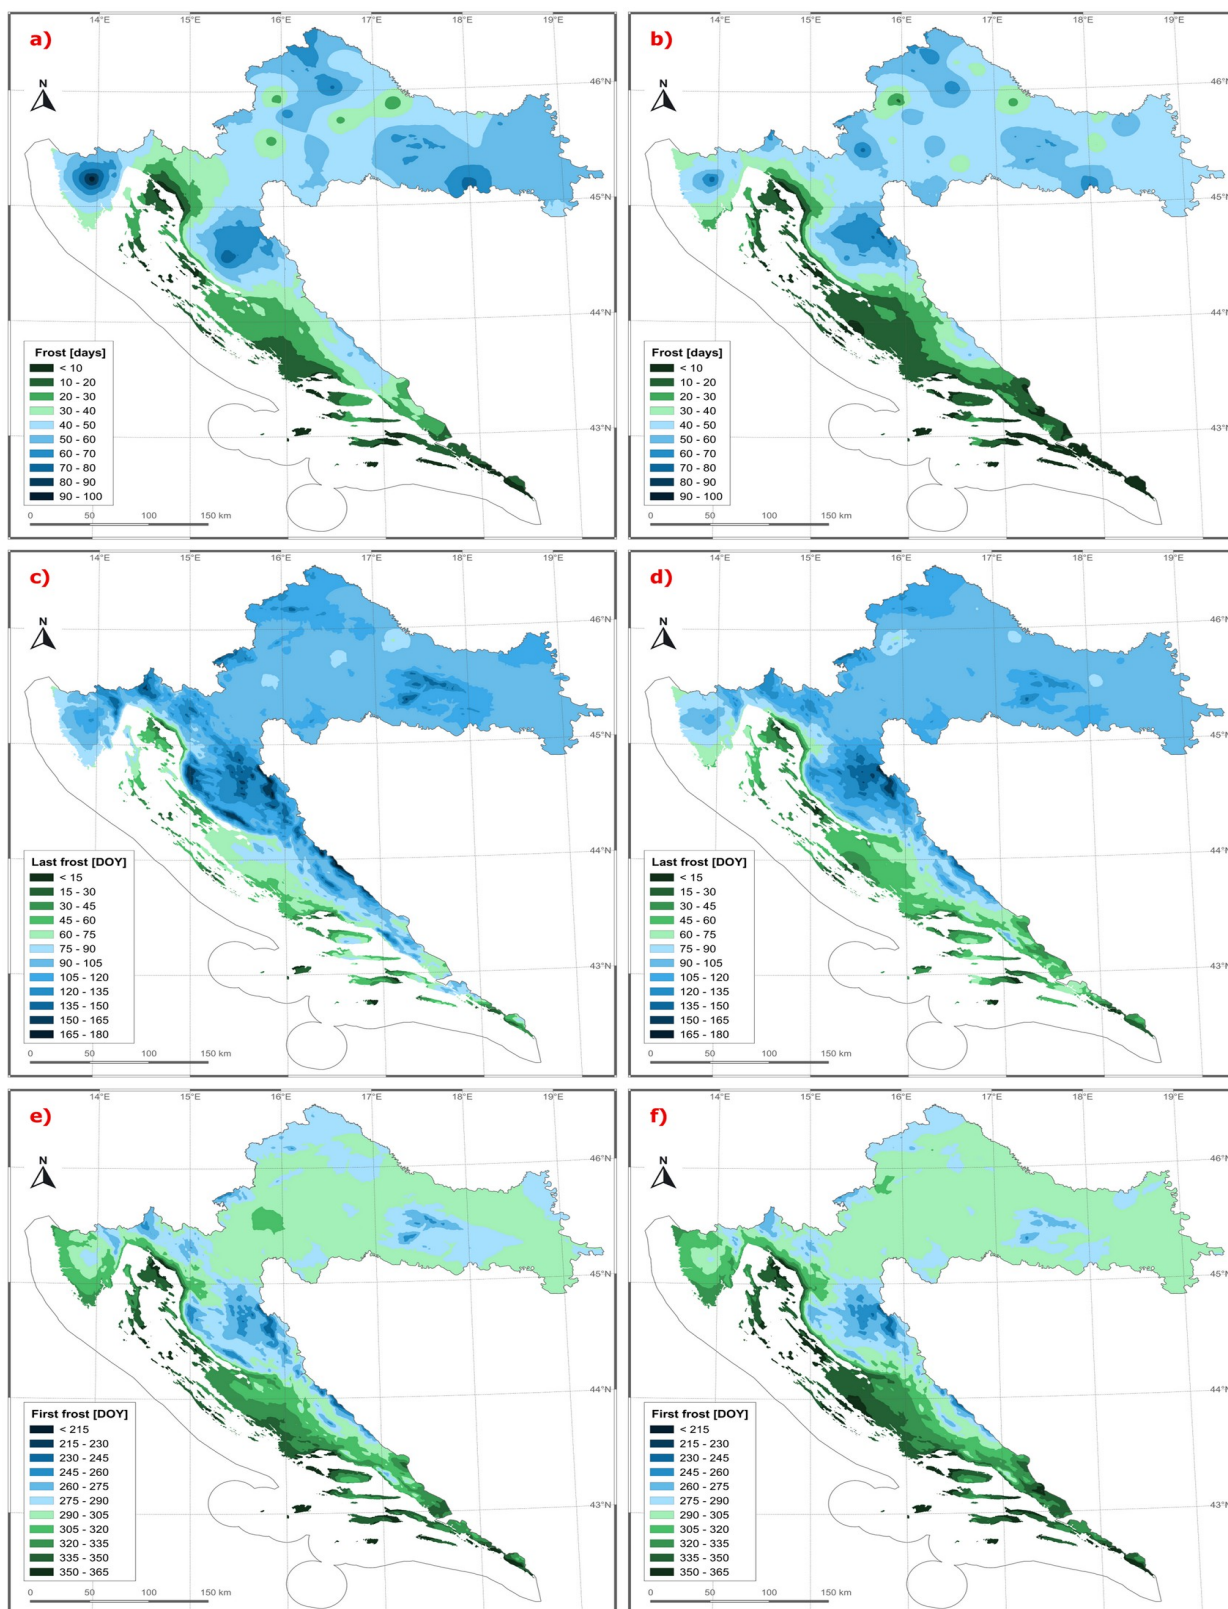 a)
14°E 15°E 16°E 17°E 18°E 19°E
N
46°N
45°N
44°N
43°N
Frost [days]
< 10
10 - 20
20 - 30
30 - 40
40 - 50
50 - 60
60 - 70
70 - 80
80 - 90
90 - 100
0 50 100 150 km
b)
14°E 15°E 16°E 17°E 18°E 19°E
N
46°N
45°N
44°N
43°N
Frost [days]
< 10
10 - 20
20 - 30
30 - 40
40 - 50
50 - 60
60 - 70
70 - 80
80 - 90
90 - 100
0 50 100 150 km
c)
14°E 15°E 16°E 17°E 18°E 19°E
N
46°N
45°N
44°N
43°N
Last frost [DOY]
< 15
15 - 30
30 - 45
45 - 60
60 - 75
75 - 90
90 - 105
105 - 120
120 - 135
135 - 150
150 - 165
165 - 180
0 50 100 150 km
d)
14°E 15°E 16°E 17°E 18°E 19°E
N
46°N
45°N
44°N
43°N
Last frost [DOY]
< 15
15 - 30
30 - 45
45 - 60
60 - 75
75 - 90
90 - 105
105 - 120
120 - 135
135 - 150
150 - 165
165 - 180
0 50 100 150 km
e)
14°E 15°E 16°E 17°E 18°E 19°E
N
46°N
45°N
44°N
43°N
First frost [DOY]
< 215
215 - 230
230 - 245
245 - 260
260 - 275
275 - 290
290 - 305
305 - 320
320 - 335
335 - 350
350 - 365
0 50 100 150 km
f)
14°E 15°E 16°E 17°E 18°E 19°E
N
46°N
45°N
44°N
43°N
First frost [DOY]
< 215
215 - 230
230 - 245
245 - 260
260 - 275
275 - 290
290 - 305
305 - 320
320 - 335
335 - 350
350 - 365
0 50 100 150 km